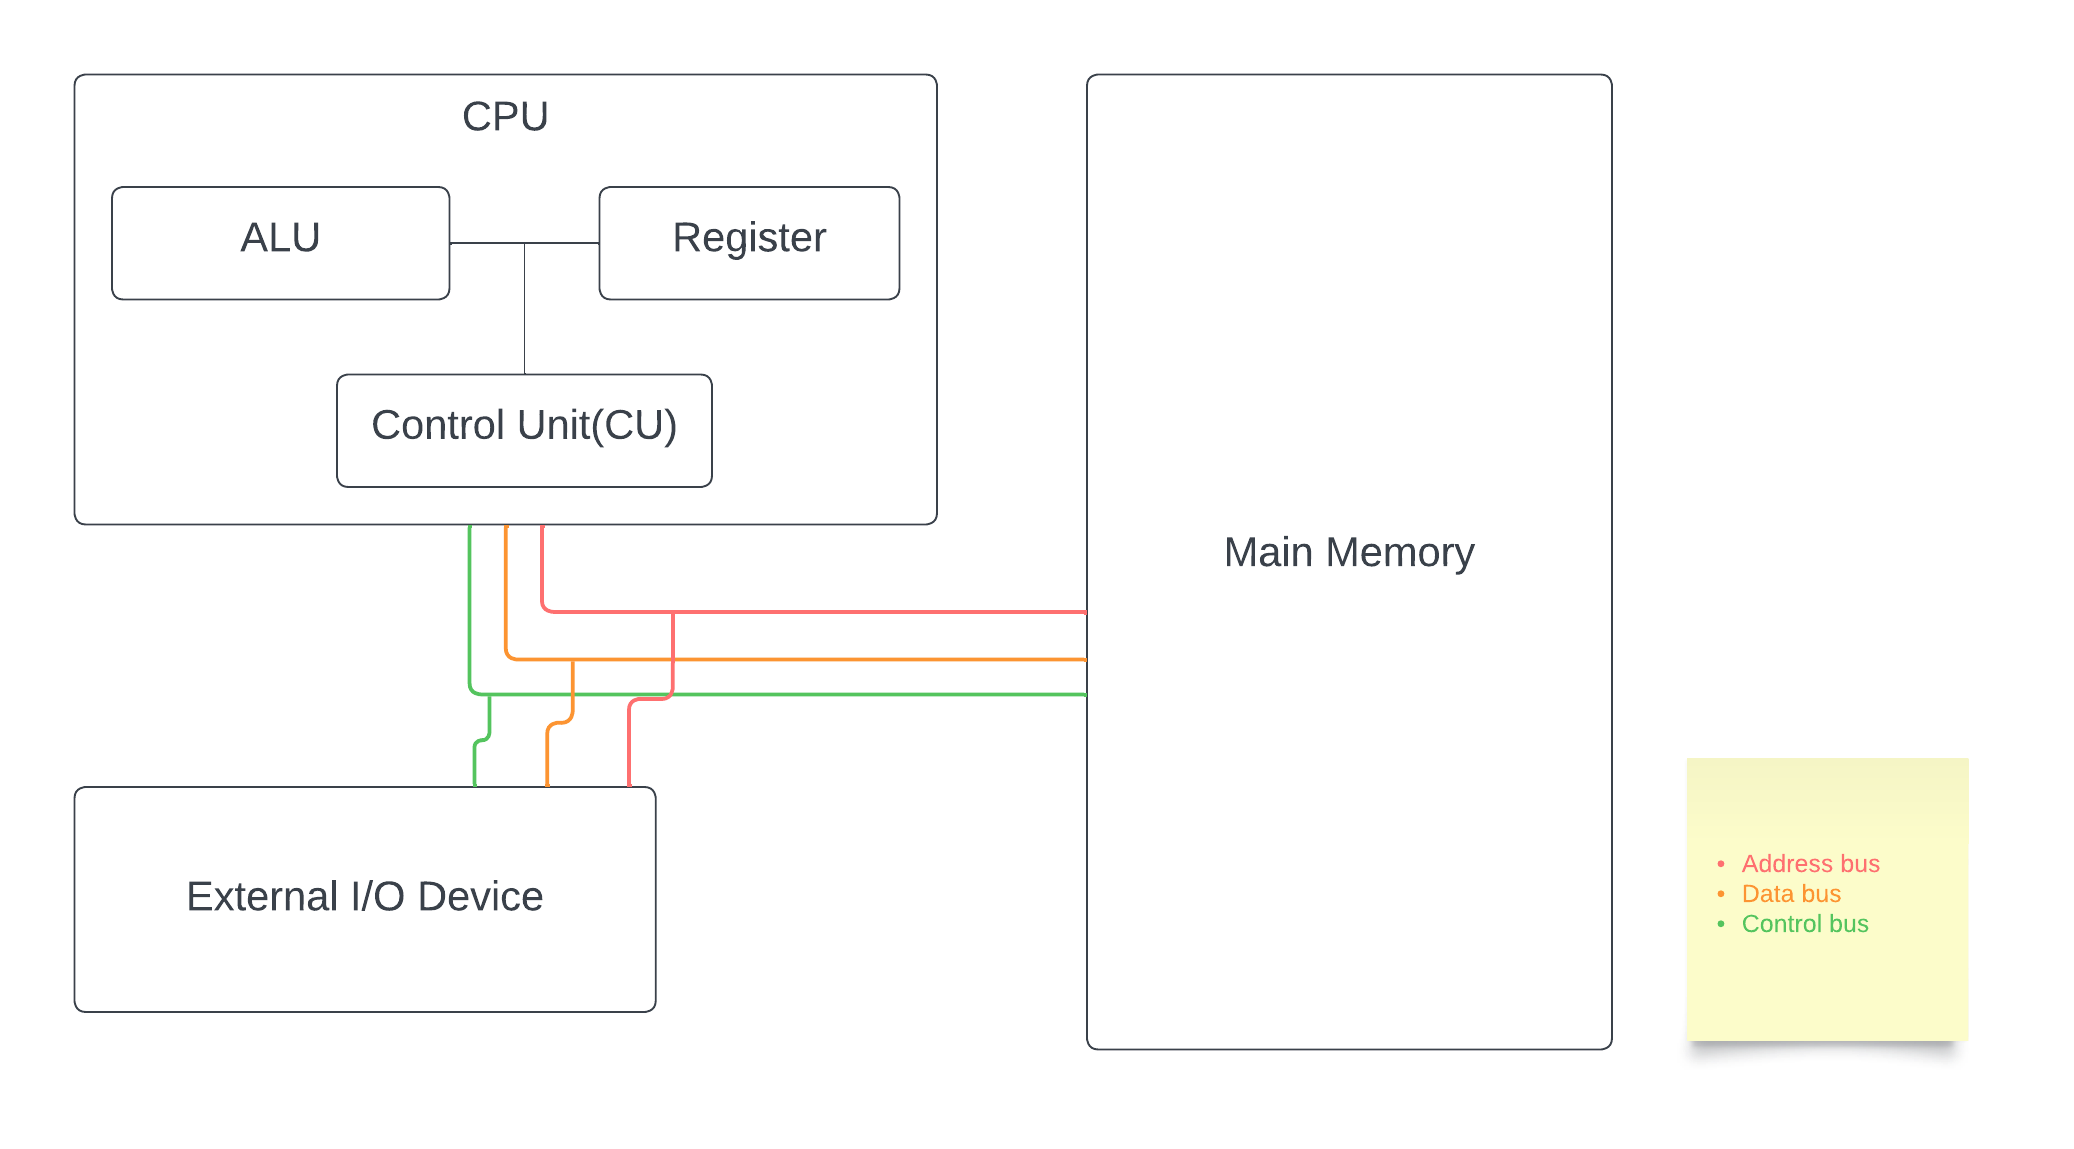 CPU
ALU
Register
Control Unit(CU)
Main Memory
External I/O Device
• Address bus
• Data bus
• Control bus